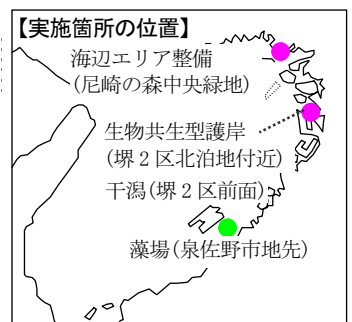 【実施箇所の位置】
海辺エリア整備
(尼崎の森中央緑地)
生物共生型護岸
(堺２区北泊地付近)
干潟(堺２区前面)
藻場(泉佐野市地先)